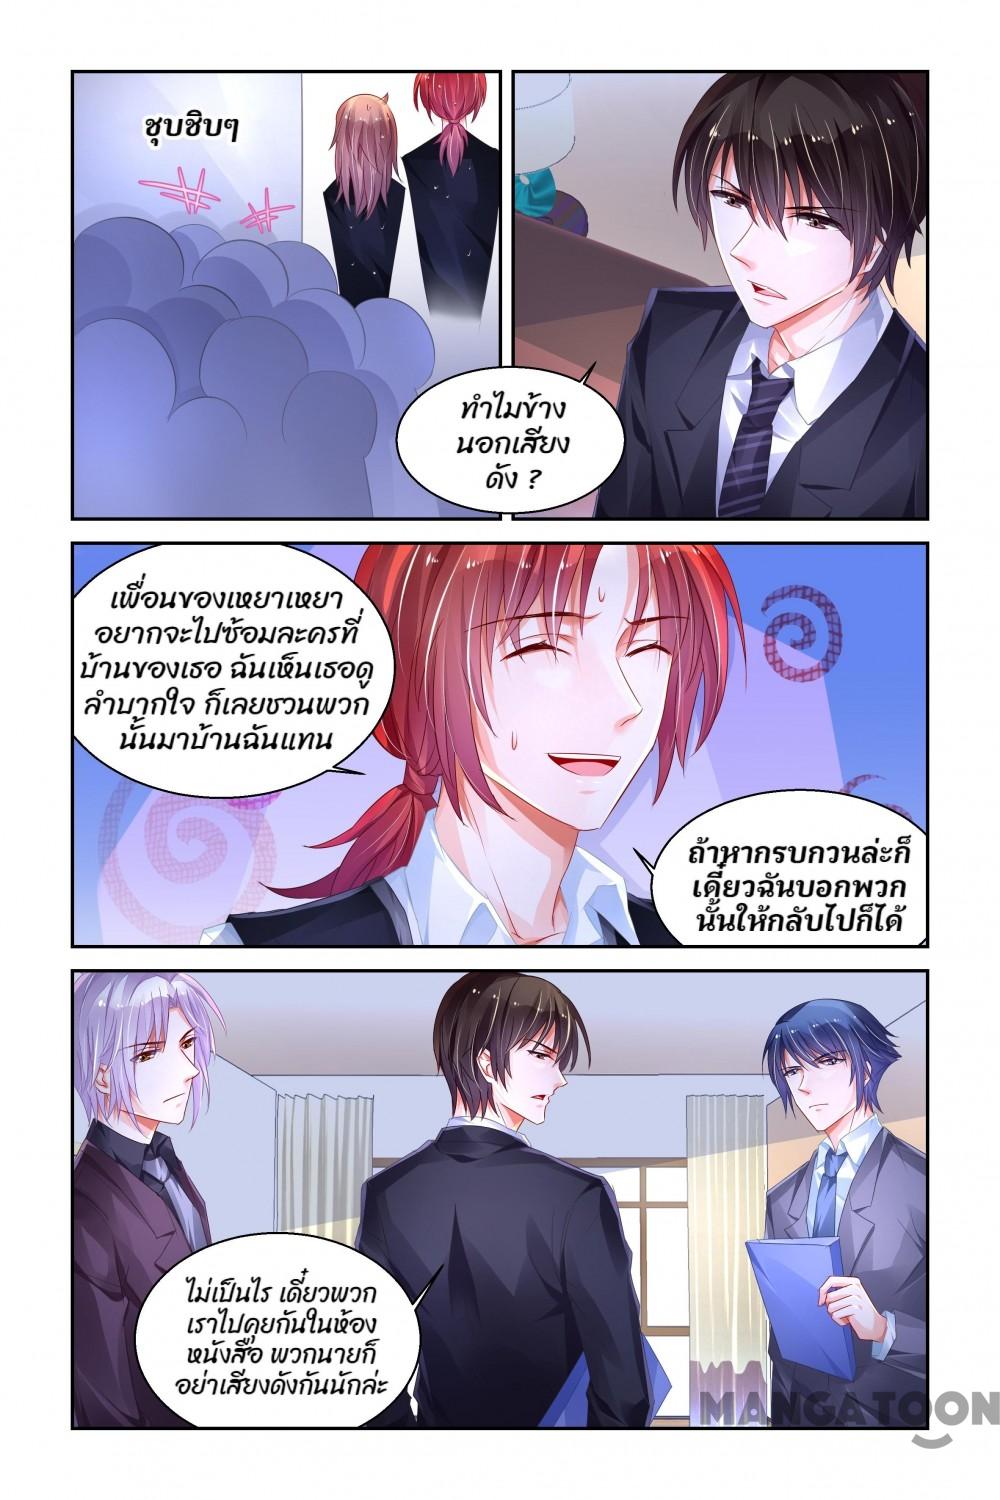 ซุบซิบๆ
ทำไมข้าง
นอกเสียง
ดัง ?
เพื่อนของเหยาเหยา
อยากจะไปซ้อมละครที่
บ้านของเธอ ฉันเห็นเธอดู
ลำบากใจ ก็เลยชวนพวก
นั้นมาบ้านฉันแทน
ถ้าหากรบกวนล่ะก็
เดี๋ยวฉันบอกพวก
นั้นให้กลับไปก็ได้
ไม่เป็นไร เดี๋ยวพวก
เราไปคุยกันในห้อง
หนังสือ พวกนายก็
อย่าเสียงดังกันนักล่ะ
MANGATOON